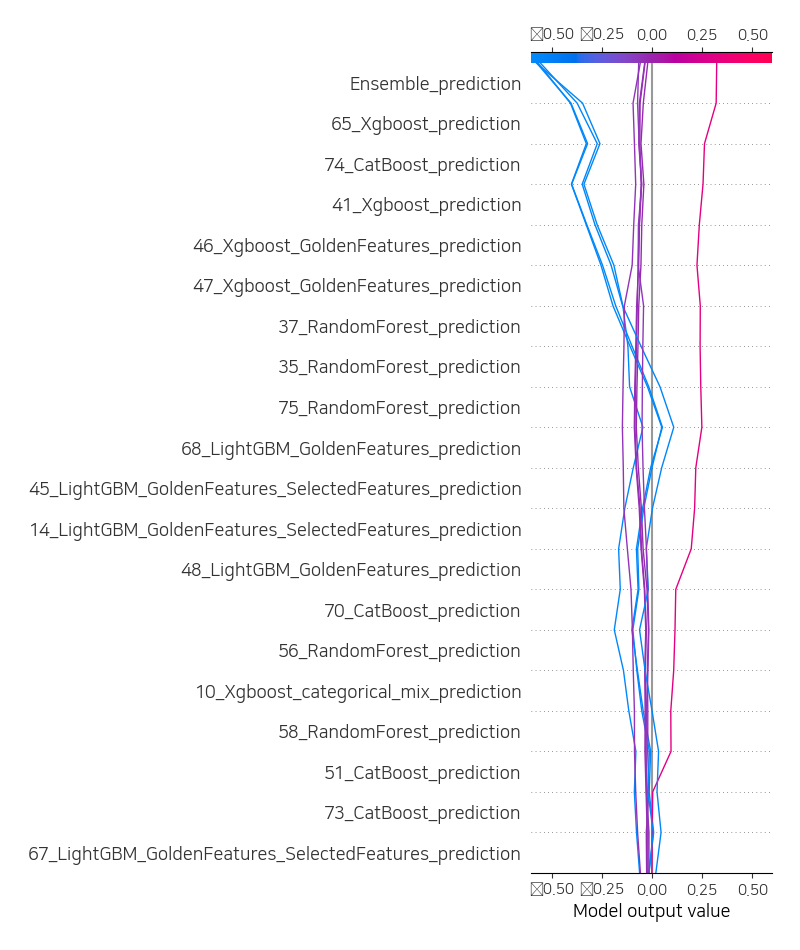 ▯0.50 ▯0.25 0.00 0.25 0.50
Ensemble_prediction
65_Xgboost_prediction
74_CatBoost_prediction
41_Xgboost_prediction
46_Xgboost_GoldenFeatures_prediction
47_Xgboost_GoldenFeatures_prediction
37_RandomForest_prediction
35_RandomForest_prediction
75_RandomForest_prediction
68_LightGBM_GoldenFeatures_prediction
45_LightGBM_GoldenFeatures_SelectedFeatures_prediction
14_LightGBM_GoldenFeatures_SelectedFeatures_prediction
48_LightGBM_GoldenFeatures_prediction
70_CatBoost_prediction
56_RandomForest_prediction
10_Xgboost_categorical_mix_prediction
58_RandomForest_prediction
51_CatBoost_prediction
73_CatBoost_prediction
67_LightGBM_GoldenFeatures_SelectedFeatures_prediction
▯0.50 ▯0.25 0.00 0.25 0.50
Model output value